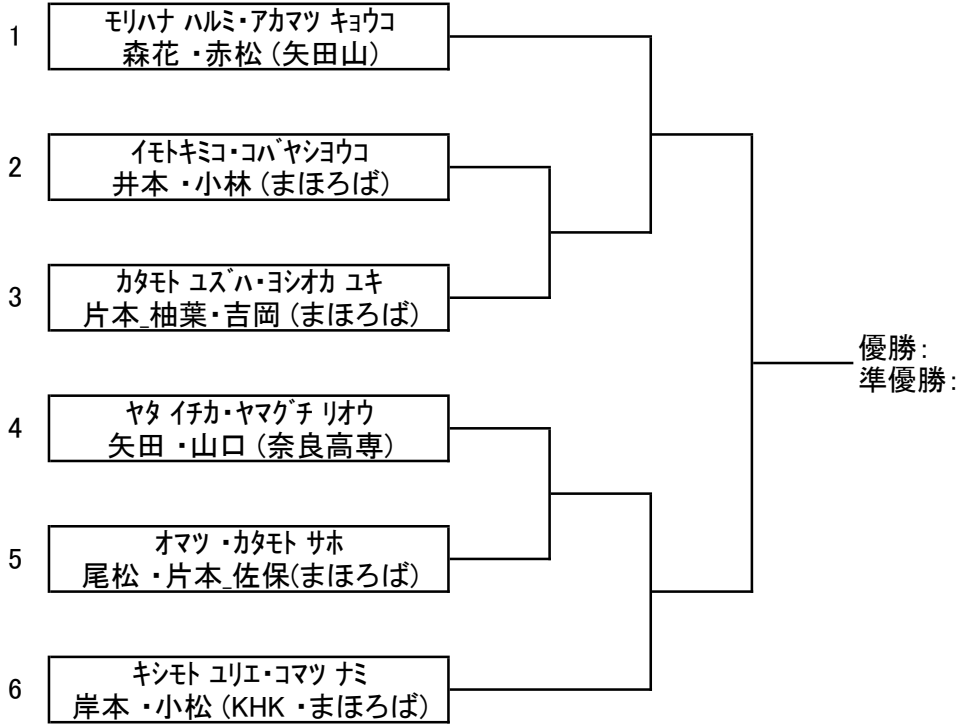 1
モリハナ ハルミ・アカマツ キョウコ
森花 ・赤松 (矢田山)
2
イモトキミコ・コバヤシヨウコ
井本 ・小林 (まほろば)
3
カタモト ユズハ・ヨシオカ ユキ
片本_柚葉・吉岡 (まほろば)
優勝:
準優勝:
4
ヤタ イチカ・ヤマグチ リオウ
矢田 ・山口 (奈良高専)
5
オマツ ・カタモト サホ
尾松 ・片本_佐保(まほろば)
6
キシモト ユリエ・コマツ ナミ
岸本 ・小松 (KHK ・まほろば)